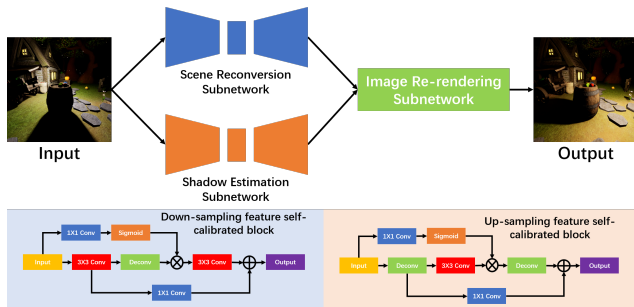 Scene Reconversion
Subnetwork
Image Re-rendering
Subnetwork
Input
Output
Shadow Estimation
Subnetwork
Down-sampling feature self-
calibrated block
1X1 Conv
Sigmoid
Input
3X3 Conv
Deconv
3X3 Conv
Output
1X1 Conv
Up-sampling feature self-
calibrated block
1X1 Conv
Sigmoid
Input
Deconv
3X3 Conv
Deconv
Output
1X1 Conv